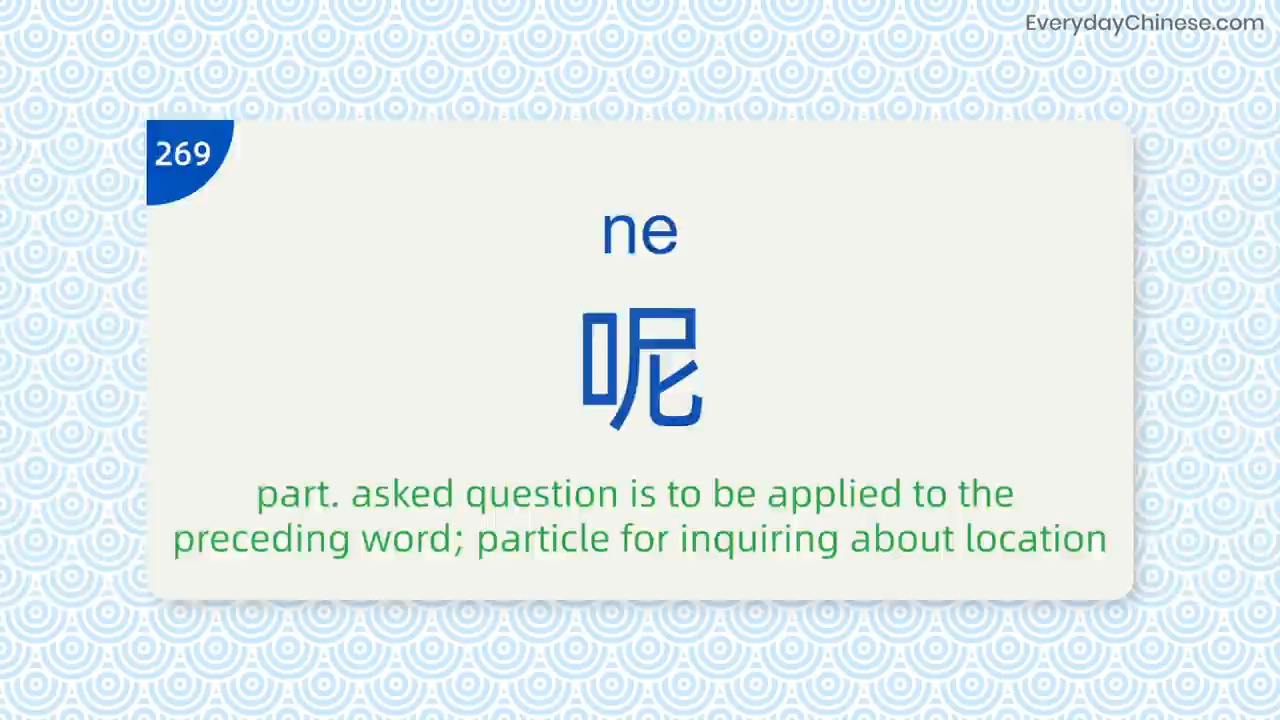 EverydayChinese.com
269
ne
呢
part. asked question is to be applied to the
preceding word; particle for inquiring about location